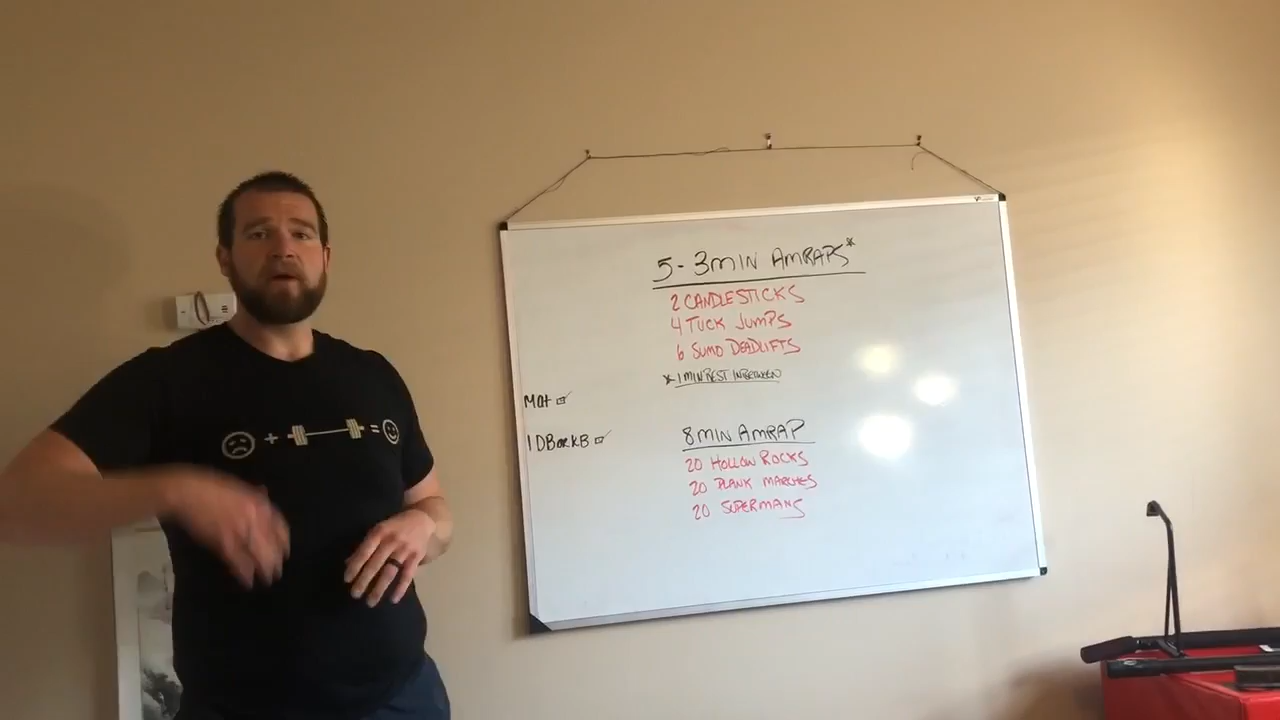 5-3MIN AMRAPS*
2 CANDLESTICKS
4 TUCK JUMPS
6 SUMO DEADLIFTS
*1 MIN REST INBETWEEN
MAt ☑
1 DB or KB ☑
8 MIN AMRAP
20 HOLLOW ROCKS
20 PLANK MARCHES
20 SUPERMANS